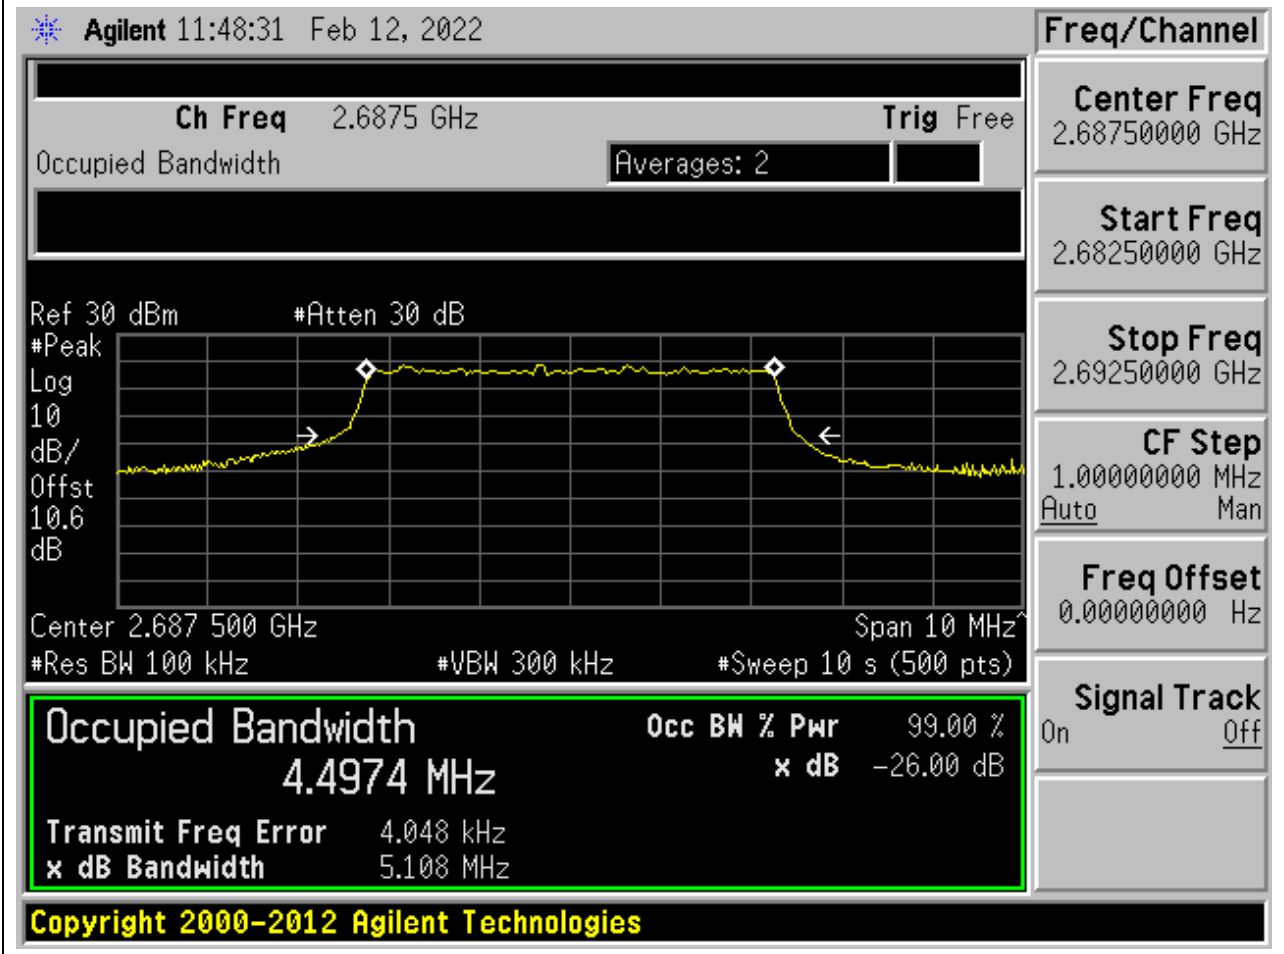 Agilent 11:48:31 Feb 12, 2022
Freq/Channel
Ch Freq 2.6875 GHz
Trig Free
Occupied Bandwidth
Averages: 2
Center Freq
2.68750000 GHz
Start Freq
2.68250000 GHz
Stop Freq
2.69250000 GHz
CF Step
1.00000000 MHz
Auto Man
Freq Offset
0.00000000 Hz
Signal Track
On Off
Ref 30 dBm #Atten 30 dB
#Peak
Log
10
dB/
Offst
10.6
dB
Center 2.687 500 GHz Span 10 MHz^
#Res BW 100 kHz #VBW 300 kHz #Sweep 10 s (500 pts)
Occupied Bandwidth
4.4974 MHz
Occ BW % Pwr 99.00 %
x dB -26.00 dB
Transmit Freq Error 4.048 kHz
x dB Bandwidth 5.108 MHz
Copyright 2000-2012 Agilent Technologies